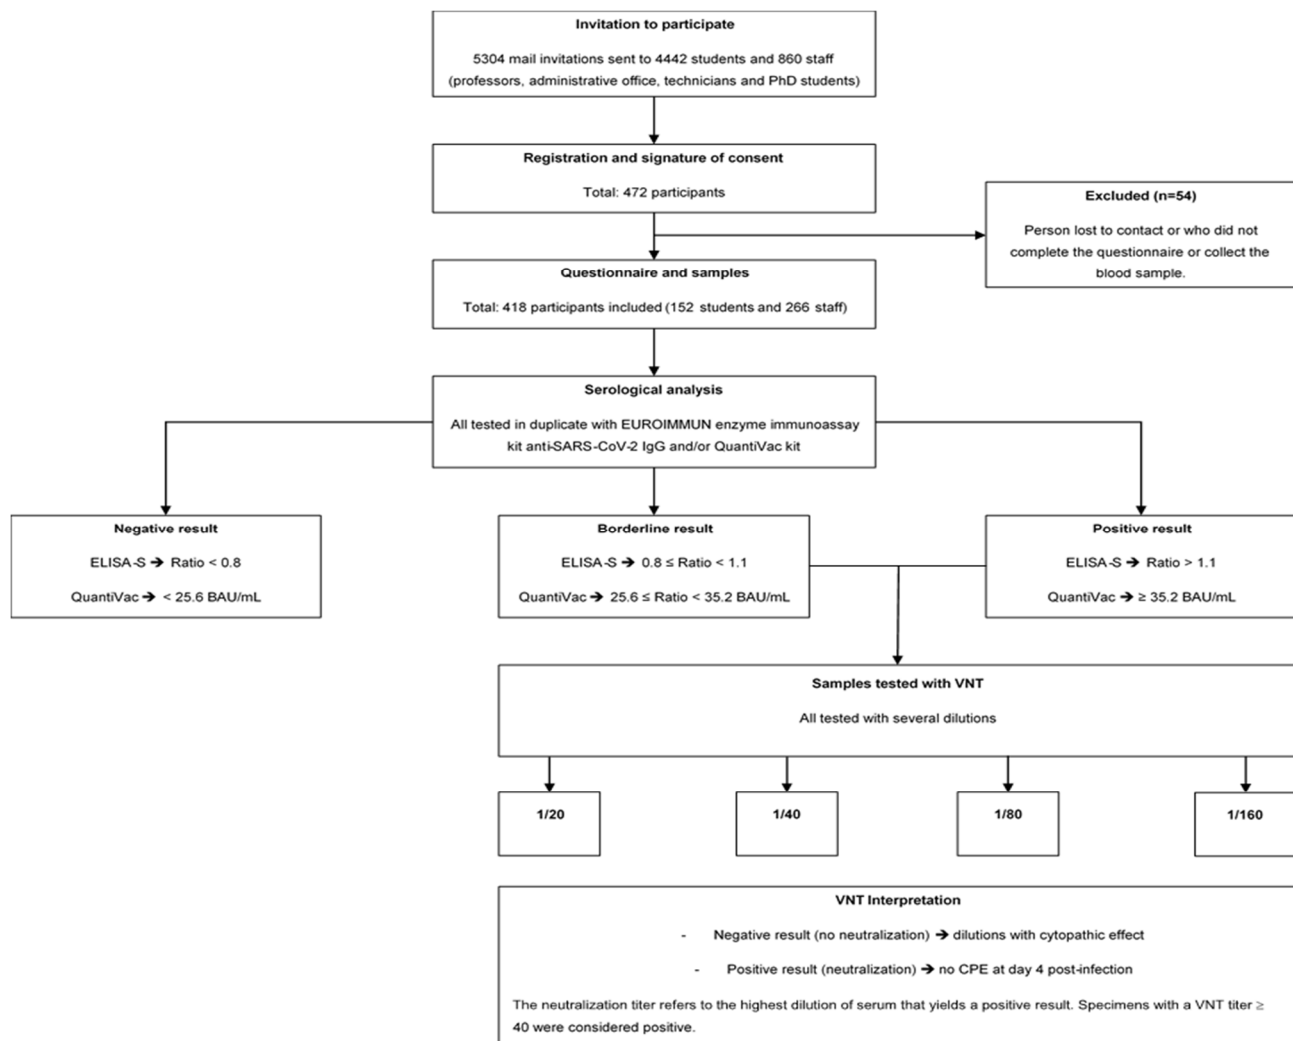 Invitation to participate
5304 mail invitations sent to 4442 students and 860 staff
(professors, administrative office, technicians and PhD students)
Registration and signature of consent
Total: 472 participants
Excluded (n=54)
Person lost to contact or who did not
complete the questionnaire or collect the
blood sample.
Questionnaire and samples
Total: 418 participants included (152 students and 266 staff)
Serological analysis
All tested in duplicate with EUROIMMUN enzyme immunoassay
kit anti-SARS-CoV-2 IgG and/or QuantiVac kit
Negative result
ELISA-S ➔ Ratio < 0.8
QuantiVac ➔ < 25.6 BAU/mL
Borderline result
ELISA-S ➔ 0.8 ≤ Ratio < 1.1
QuantiVac ➔ 25.6 ≤ Ratio < 35.2 BAU/mL
Positive result
ELISA-S ➔ Ratio > 1.1
QuantiVac ➔ ≥ 35.2 BAU/mL
Samples tested with VNT
All tested with several dilutions
1/20
1/40
1/80
1/160
VNT Interpretation
- Negative result (no neutralization) ➔ dilutions with cytopathic effect
- Positive result (neutralization) ➔ no CPE at day 4 post-infection
The neutralization titer refers to the highest dilution of serum that yields a positive result. Specimens with a VNT titer ≥
40 were considered positive.